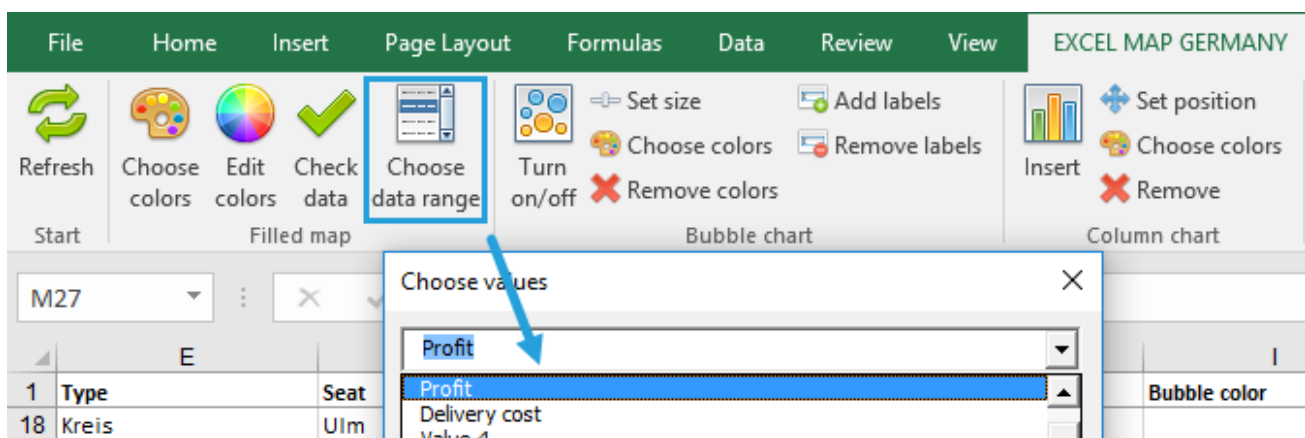 File Home Insert Page Layout Formulas Data Review View EXCEL MAP GERMANY
Refresh
Choose colors
Edit colors
Check data
Choose data range
Turn on/off
Set size
Choose colors
Remove colors
Add labels
Remove labels
Insert
Set position
Choose colors
Remove
Start Filled map Bubble chart Column chart
M27
Choose values
Profit
E I
1 Type Seat Bubble color
Profit
Delivery cost
18 Kreis Ulm
Value 4